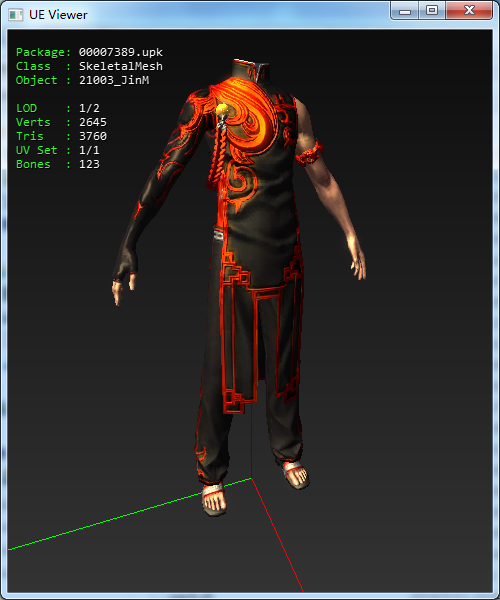 UE Viewer
Package: 00007389.upk
Class : SkeletalMesh
Object : 21003_JinM
LOD : 1/2
Verts : 2645
Tris : 3760
UV Set : 1/1
Bones : 123